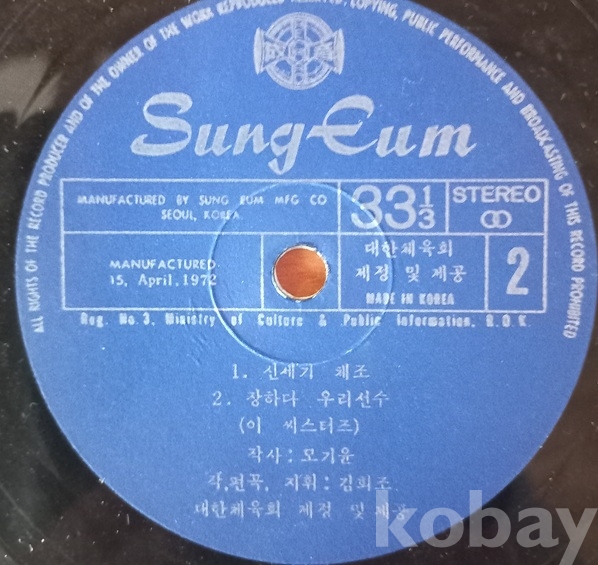 ALL RIGHTS OF THE RECORD PRODUCER AND OF THE OWNER OF THE WORK REPRODUCED RESERVED. COPYING, PUBLIC PERFORMANCE AND BROADCASTING OF THIS RECORD PROHIBITED
Sung-Eum
MANUFACTURED BY SUNG EUM MFG CO
SEOUL, KOREA.
33 1/3
STEREO
MANUFACTURED
15, April, 1972
대한체육회
제정 및 제공
MADE IN KOREA
2
Reg. No. 3, Ministry of Culture & Public Information, R.O.K.
1. 신세기 체조
2. 장하다 우리선수
(이 씨스터즈)
작사: 모기윤
작,편곡, 지휘: 김희조
대한체육회 제정 및 제공
kobay